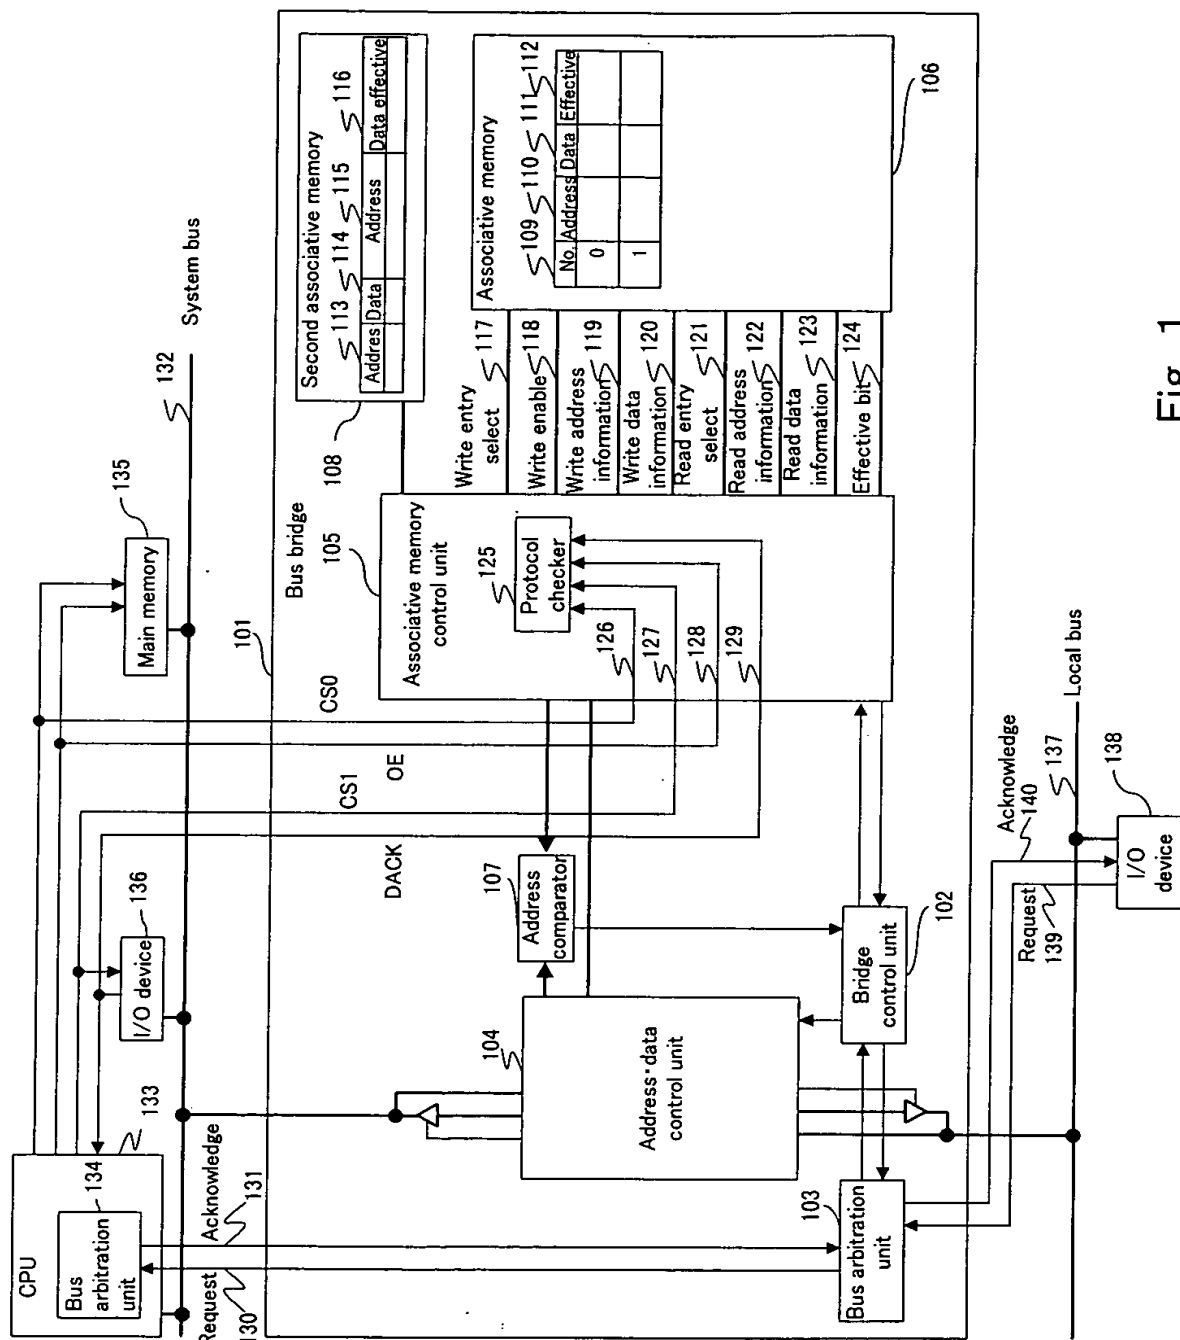 CPU
Bus
arbitration
unit
134
133
I/O device
136
Main memory
135
Request
130
Acknowledge
131
132
System bus
101
Bus bridge
DACK
CS1
OE
CS0
Second associative memory
108
113
114
115
116
Addres
Data
Address
Data effective
104
Address·data
control unit
107
Address
comparator
105
Associative memory
control unit
125
Protocol
checker
126
127
128
129
Write entry
select
117
Write enable
118
Write address
information
119
Write data
information
120
Read entry
select
121
Read address
information
122
Read data
information
123
Effective bit
124
Associative memory
109
110
111
112
No.
Address
Data
Effective
0
1
106
103
Bus arbitration
unit
Bridge
control unit
102
Request
139
Acknowledge
140
137
Local bus
I/O
device
138
Fig. 1